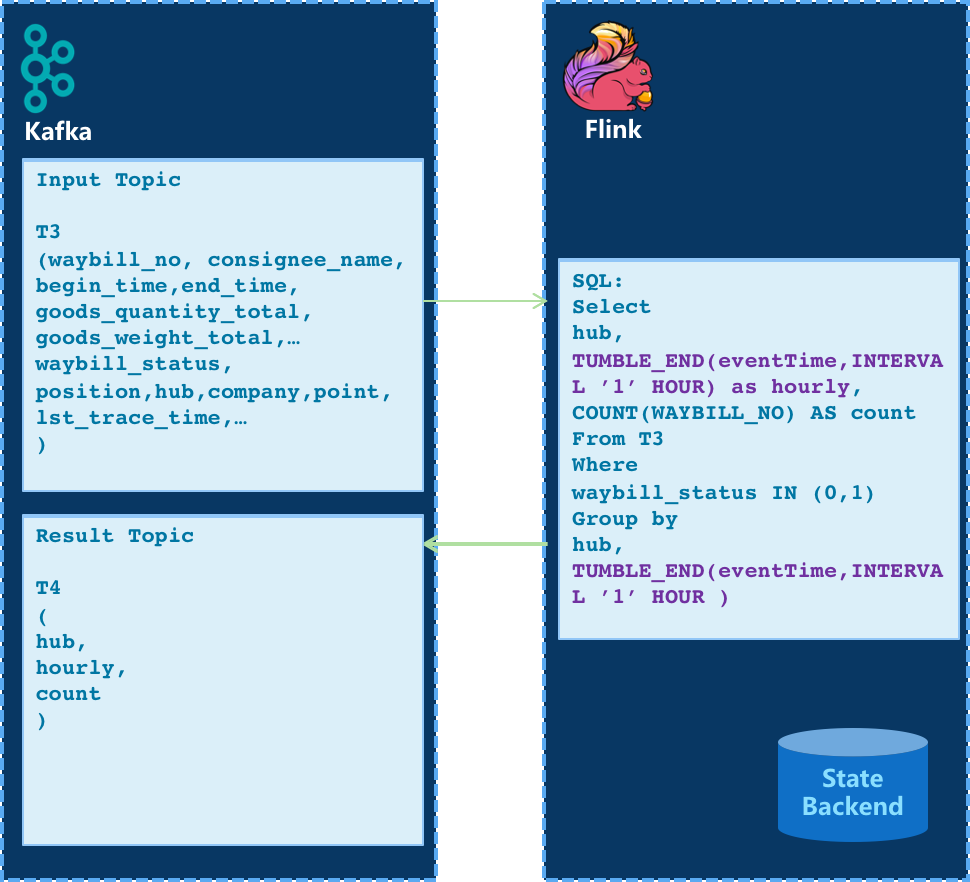 Kafka
Input Topic
T3
(waybill_no, consignee_name,
begin_time,end_time,
goods_quantity_total,
goods_weight_total,…
waybill_status,
position,hub,company,point,
lst_trace_time,…
)
Result Topic
T4
(
hub,
hourly,
count
)
Flink
SQL:
Select
hub,
TUMBLE_END(eventTime,INTERVA
L ’1’ HOUR) as hourly,
COUNT(WAYBILL_NO) AS count
From T3
Where
waybill_status IN (0,1)
Group by
hub,
TUMBLE_END(eventTime,INTERVA
L ’1’ HOUR )
State
Backend